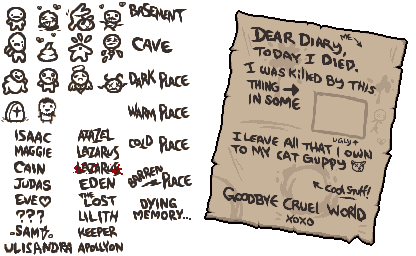 BASEMENT
CAVE
DARK PLACE
WARM PLACE
COLD PLACE
BARREN PLACE
DYING
MEMORY...
ISAAC
MAGGIE
CAIN
JUDAS
EVE
???
SAM
ULISANDRA
AZAZEL
LAZARUS
LAZARUS
EDEN
THE
LOST
LILITH
KEEPER
APOLLYON
DEAR DIARY,
ME
TODAY I DIED.
I WAS KILLED BY THIS
THING
IN SOME
UGLY
I LEAVE ALL THAT I OWN
TO MY CAT GUPPY
COOL STUFF!
GOODBYE CRUEL WORLD
XOXO